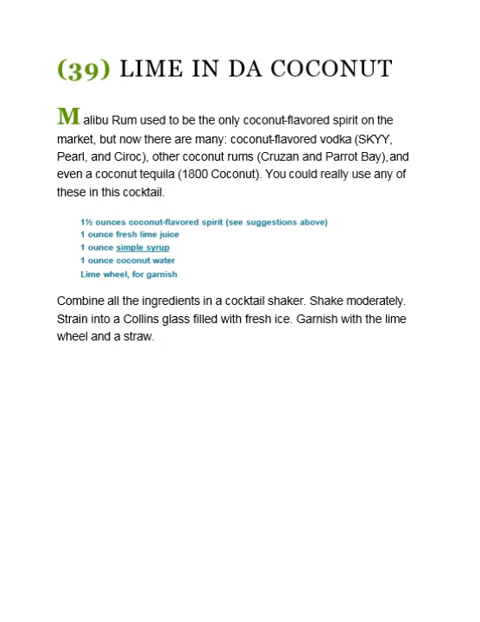 (39) LIME IN DA COCONUT
Malibu Rum used to be the only coconut-flavored spirit on the
market, but now there are many: coconut-flavored vodka (SKYY,
Pearl, and Ciroc), other coconut rums (Cruzan and Parrot Bay), and
even a coconut tequila (1800 Coconut). You could really use any of
these in this cocktail.
1½ ounces coconut-flavored spirit (see suggestions above)
1 ounce fresh lime juice
1 ounce simple syrup
1 ounce coconut water
Lime wheel, for garnish
Combine all the ingredients in a cocktail shaker. Shake moderately.
Strain into a Collins glass filled with fresh ice. Garnish with the lime
wheel and a straw.